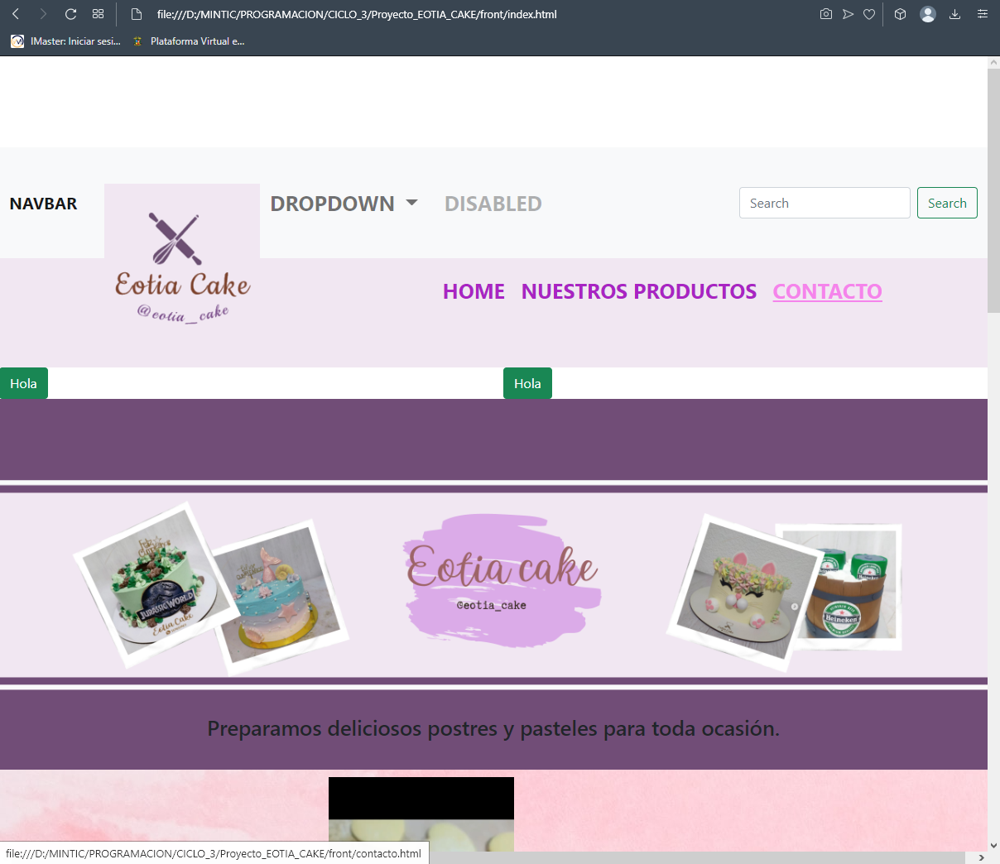 file:///D:/MINTIC/PROGRAMACION/CICLO_3/Proyecto_EOTIA_CAKE/front/index.html
IMaster: Iniciar sesi... Plataforma Virtual e...
NAVBAR DROPDOWN DISABLED Search Search
Eotia Cake
@eotia_cake
HOME NUESTROS PRODUCTOS CONTACTO
Hola Hola
Eotia cake
@eotia_cake
JURASSIC WORLD
Eotia Cake
Heineken
Preparamos deliciosos postres y pasteles para toda ocasión.
file:///D:/MINTIC/PROGRAMACION/CICLO_3/Proyecto_EOTIA_CAKE/front/contacto.html